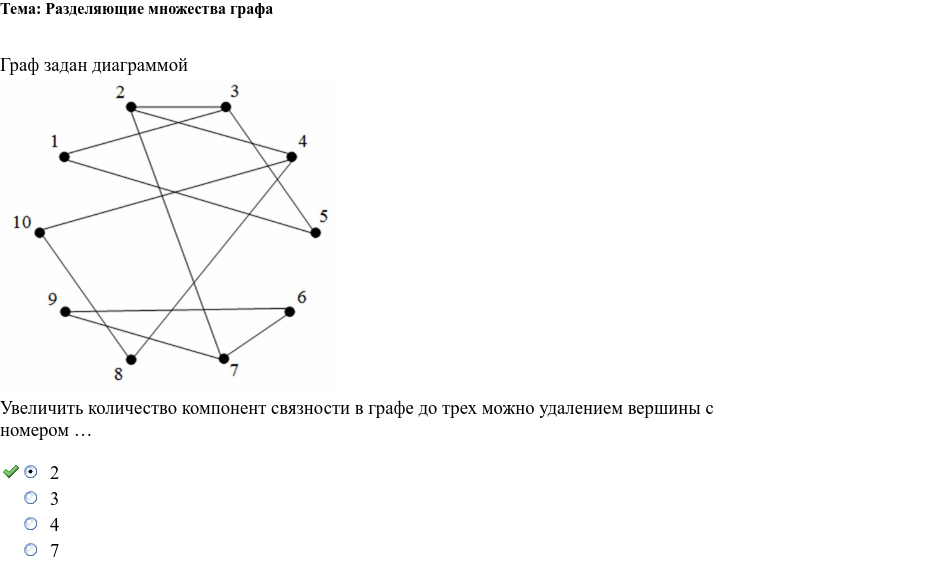 Тема: Разделяющие множества графа
Граф задан диаграммой
2 3
1 4
10 5
9 6
8 7
Увеличить количество компонент связности в графе до трех можно удалением вершины с
номером …
2
3
4
7